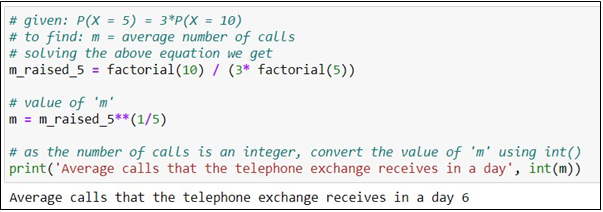 # given: P(X = 5) = 3*P(X = 10)
# to find: m = average number of calls
# solving the above equation we get
m_raised_5 = factorial(10) / (3* factorial(5))
# value of 'm'
m = m_raised_5**(1/5)
# as the number of calls is an integer, convert the value of 'm' using int()
print('Average calls that the telephone exchange receives in a day', int(m))
Average calls that the telephone exchange receives in a day 6